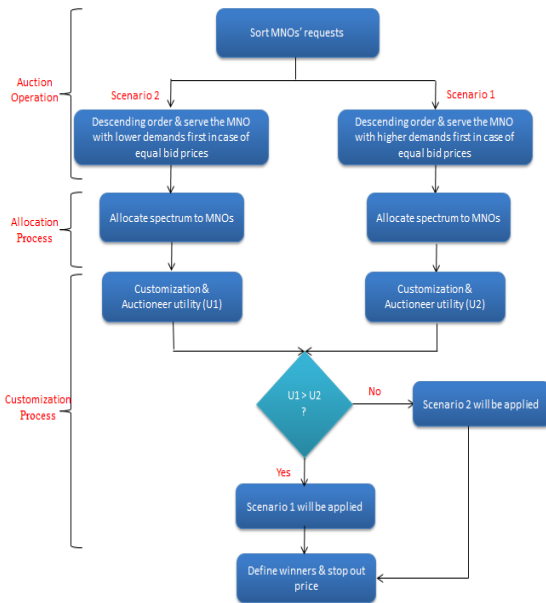 Sort MNOs' requests
Auction
Operation
Scenario 2
Scenario 1
Descending order & serve the MNO
with lower demands first in case of
equal bid prices
Descending order & serve the MNO
with higher demands first in case of
equal bid prices
Allocation
Process
Allocate spectrum to MNOs
Allocate spectrum to MNOs
Customization &
Auctioneer utility (U1)
Customization &
Auctioneer utility (U2)
Customization
Process
U1 > U2
?
No
Scenario 2 will be applied
Yes
Scenario 1 will be applied
Define winners & stop out
price